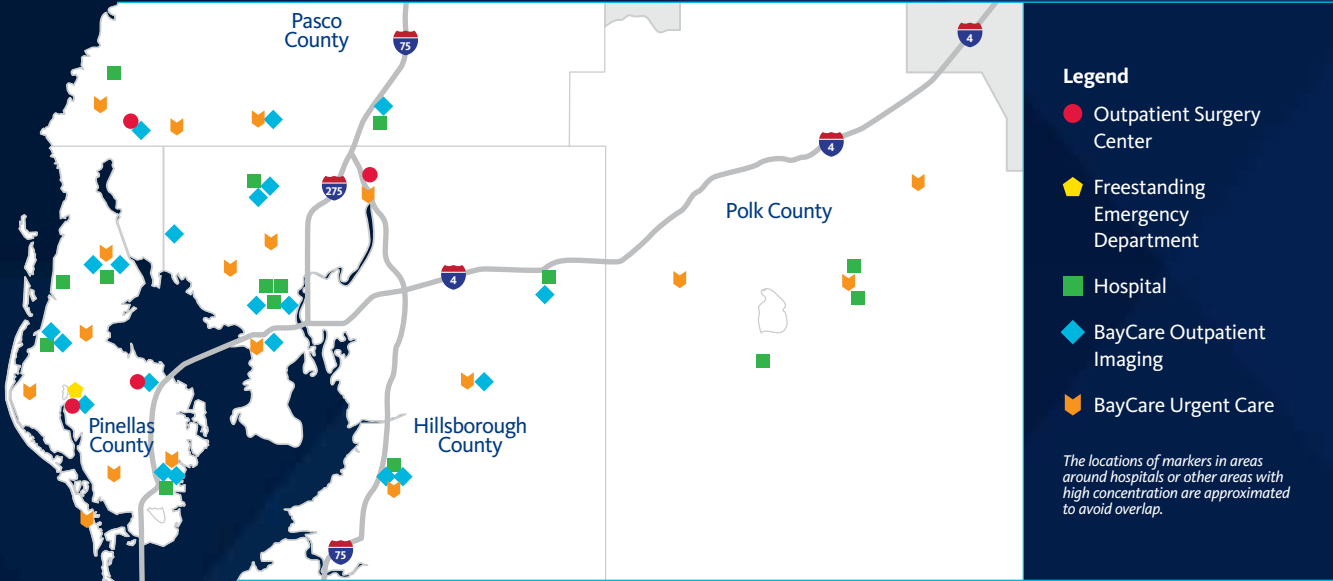 Pasco
County
75
4
4
275
Polk County
4
Pinellas
County
Hillsborough
County
75
Legend
Outpatient Surgery
Center
Freestanding
Emergency
Department
Hospital
BayCare Outpatient
Imaging
BayCare Urgent Care
The locations of markers in areas
around hospitals or other areas with
high concentration are approximated
to avoid overlap.